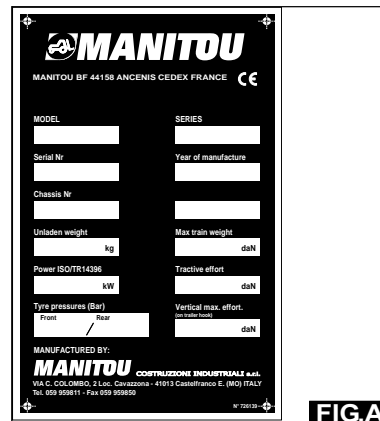 MANITOU
MANITOU BF 44158 ANCENIS CEDEX FRANCE CE
MODEL SERIES
Serial Nr Year of manufacture
Chassis Nr
Unladen weight Max train weight
kg daN
Power ISO/TR14396 Tractive effort
kW daN
Tyre pressures (Bar) Vertical max. effort.
Front Rear (on trailer hook)
/ daN
MANUFACTURED BY:
MANITOU COSTRUZIONI INDUSTRIALI s.r.l.
VIA C. COLOMBO, 2 Loc. Cavazzona - 41013 Castelfranco E. (MO) ITALY
Tel. 059 959811 - Fax 059 959850
N° 726139
FIG.A